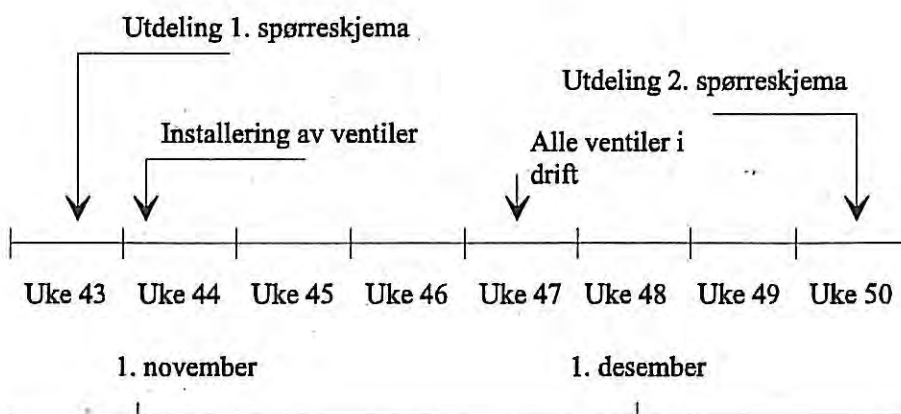 Utdeling 1. spørreskjema
Utdeling 2. spørreskjema
Installering av ventiler
Alle ventiler i
drift
Uke 43 Uke 44 Uke 45 Uke 46 Uke 47 Uke 48 Uke 49 Uke 50
1. november 1. desember